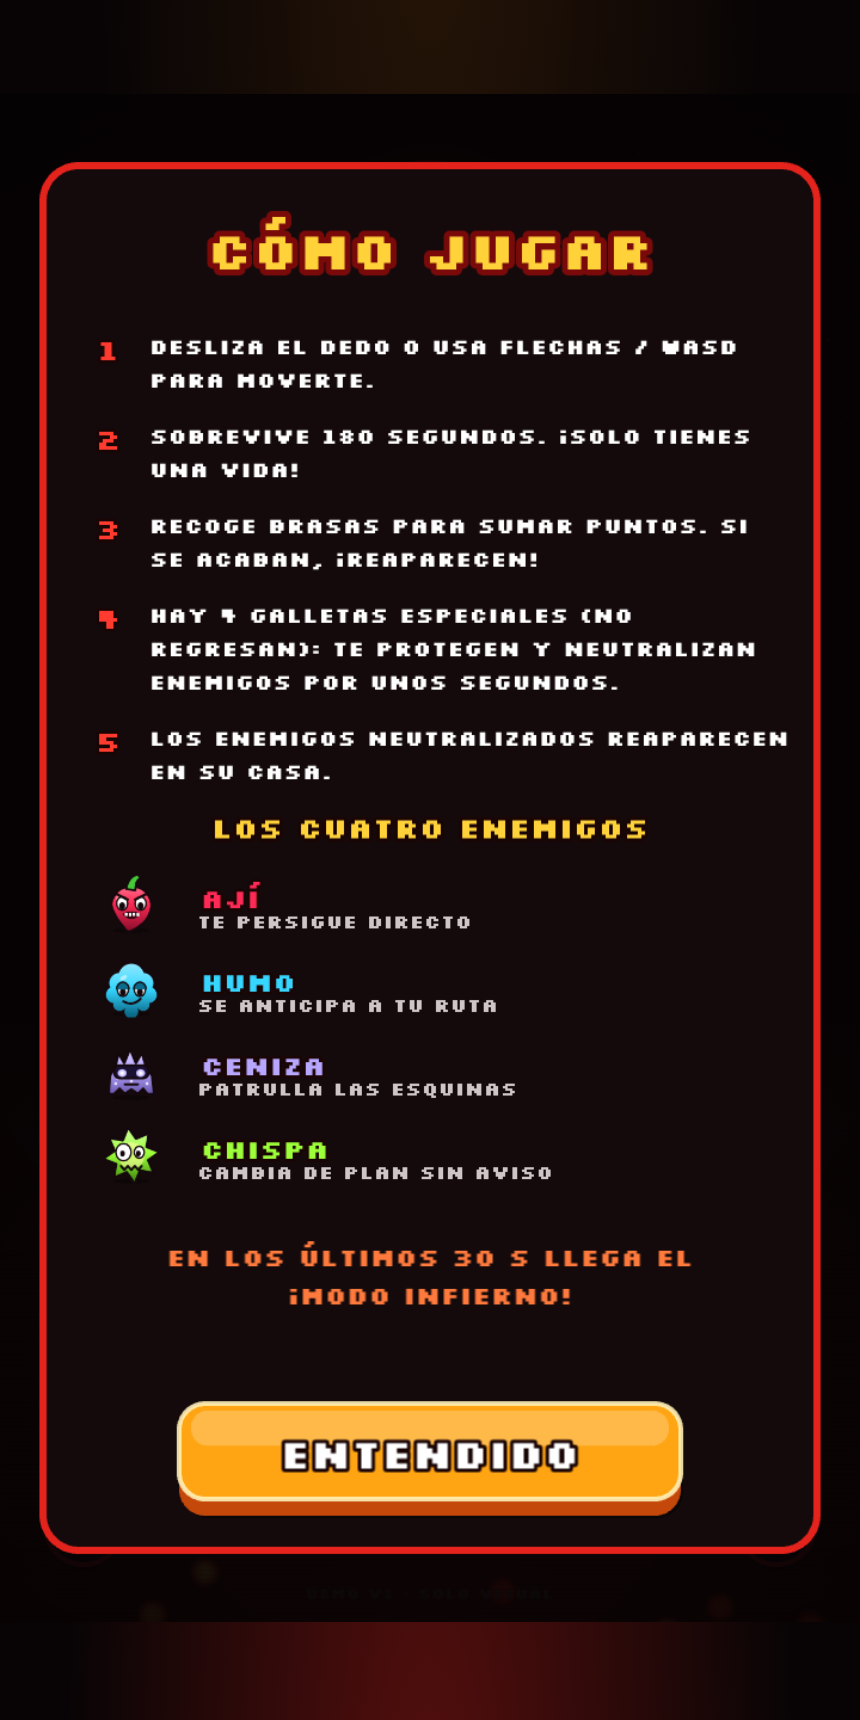 CÓMO JUGAR
1 DESLIZA EL DEDO O USA FLECHAS / WASD
PARA MOVERTE.
2 SOBREVIVE 180 SEGUNDOS. ¡SOLO TIENES
UNA VIDA!
3 RECOGE BRASAS PARA SUMAR PUNTOS. SI
SE ACABAN, ¡REAPARECEN!
4 HAY 4 GALLETAS ESPECIALES (NO
REGRESAN): TE PROTEGEN Y NEUTRALIZAN
ENEMIGOS POR UNOS SEGUNDOS.
5 LOS ENEMIGOS NEUTRALIZADOS REAPARECEN
EN SU CASA.
LOS CUATRO ENEMIGOS
AJÍ
TE PERSIGUE DIRECTO
HUMO
SE ANTICIPA A TU RUTA
CENIZA
PATRULLA LAS ESQUINAS
CHISPA
CAMBIA DE PLAN SIN AVISO
EN LOS ÚLTIMOS 30 S LLEGA EL
¡MODO INFIERNO!
ENTENDIDO